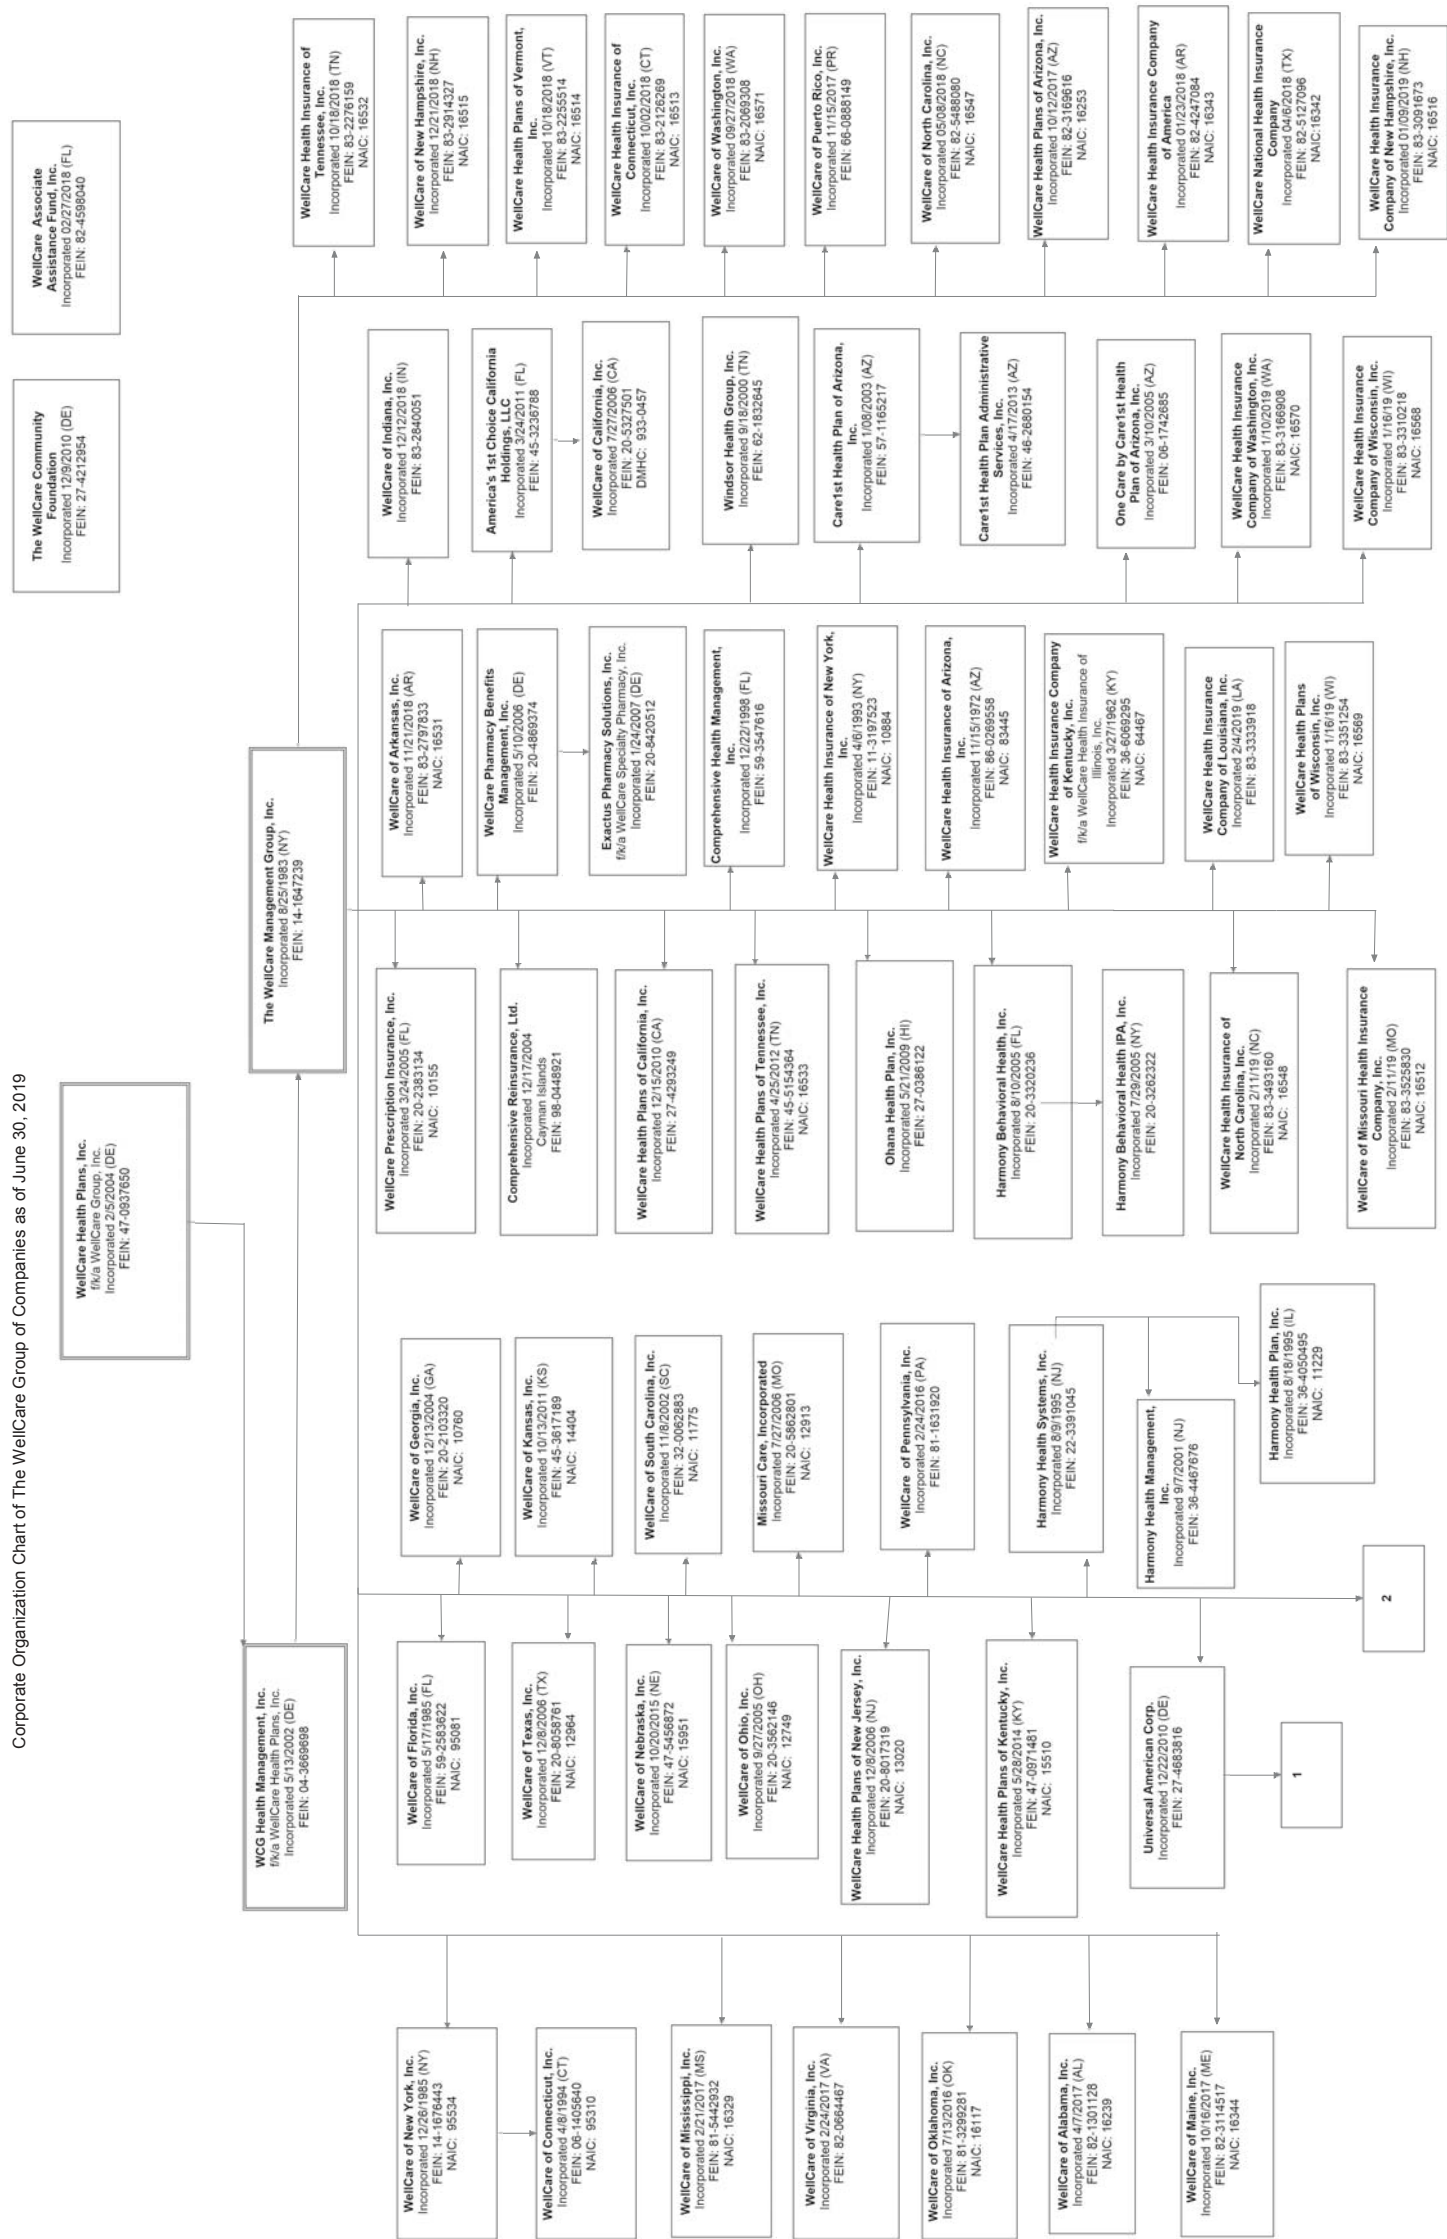 Corporate Organization Chart of The WellCare Group of Companies as of June 30, 2019
WellCare Health Plans, Inc.
f/k/a WellCare Group, Inc.
Incorporated 2/5/2004 (DE)
FEIN: 47-0937650
The WellCare Community
Foundation
Incorporated 12/9/2010 (DE)
FEIN: 27-4212954
WellCare Associate
Assistance Fund, Inc.
Incorporated 02/27/2018 (FL)
FEIN: 82-4598040
WCG Health Management, Inc.
f/k/a WellCare Health Plans, Inc.
Incorporated 5/13/2002 (DE)
FEIN: 04-3669698
The WellCare Management Group, Inc.
Incorporated 8/25/1983 (NY)
FEIN: 14-1647239
WellCare of New York, Inc.
Incorporated 12/26/1985 (NY)
FEIN: 14-1676443
NAIC: 95534
WellCare of Connecticut, Inc.
Incorporated 4/8/1994 (CT)
FEIN: 06-1405640
NAIC: 95310
WellCare of Mississippi, Inc.
Incorporated 2/21/2017 (MS)
FEIN: 81-5442932
NAIC: 16329
WellCare of Virginia, Inc.
Incorporated 2/24/2017 (VA)
FEIN: 82-0664467
WellCare of Oklahoma, Inc.
Incorporated 7/13/2016 (OK)
FEIN: 81-3299281
NAIC: 16117
WellCare of Alabama, Inc.
Incorporated 4/7/2017 (AL)
FEIN: 82-1301128
NAIC: 16239
WellCare of Maine, Inc.
Incorporated 10/16/2017 (ME)
FEIN: 82-3114517
NAIC: 16344
WellCare of Florida, Inc.
Incorporated 5/17/1985 (FL)
FEIN: 59-2583622
NAIC: 95081
WellCare of Texas, Inc.
Incorporated 12/8/2006 (TX)
FEIN: 20-8058761
NAIC: 12964
WellCare of Nebraska, Inc.
Incorporated 10/20/2015 (NE)
FEIN: 47-5456872
NAIC: 15951
WellCare of Ohio, Inc.
Incorporated 9/27/2005 (OH)
FEIN: 20-3562146
NAIC: 12749
WellCare Health Plans of New Jersey, Inc.
Incorporated 12/8/2006 (NJ)
FEIN: 20-8017319
NAIC: 13020
WellCare Health Plans of Kentucky, Inc.
Incorporated 5/28/2014 (KY)
FEIN: 47-0971481
NAIC: 15510
Universal American Corp.
Incorporated 12/22/2010 (DE)
FEIN: 27-4683816
1
WellCare of Georgia, Inc.
Incorporated 12/13/2004 (GA)
FEIN: 20-2103320
NAIC: 10760
WellCare of Kansas, Inc.
Incorporated 10/13/2011 (KS)
FEIN: 45-3617189
NAIC: 14404
WellCare of South Carolina, Inc.
Incorporated 11/8/2002 (SC)
FEIN: 32-0062883
NAIC: 11775
Missouri Care, Incorporated
Incorporated 7/27/2006 (MO)
FEIN: 20-5862801
NAIC: 12913
WellCare of Pennsylvania, Inc.
Incorporated 2/24/2016 (PA)
FEIN: 81-1631920
Harmony Health Systems, Inc.
Incorporated 8/9/1995 (NJ)
FEIN: 22-3391045
Harmony Health Management,
Inc.
Incorporated 9/7/2001 (NJ)
FEIN: 36-4467676
Harmony Health Plan, Inc.
Incorporated 8/18/1995 (IL)
FEIN: 36-4050495
NAIC: 11229
2
WellCare Prescription Insurance, Inc.
Incorporated 3/24/2005 (FL)
FEIN: 20-2383134
NAIC: 10155
Comprehensive Reinsurance, Ltd.
Incorporated 12/17/2004
Cayman Islands
FEIN: 98-0448921
WellCare Health Plans of California, Inc.
Incorporated 12/15/2010 (CA)
FEIN: 27-4293249
WellCare Health Plans of Tennessee, Inc.
Incorporated 4/25/2012 (TN)
FEIN: 45-5154364
NAIC: 16533
Ohana Health Plan, Inc.
Incorporated 5/21/2009 (HI)
FEIN: 27-0386122
Harmony Behavioral Health, Inc.
Incorporated 8/10/2005 (FL)
FEIN: 20-3320236
Harmony Behavioral Health IPA, Inc.
Incorporated 7/29/2005 (NY)
FEIN: 20-3262322
WellCare Health Insurance of
North Carolina, Inc.
Incorporated 2/11/19 (NC)
FEIN: 83-3493160
NAIC: 16548
WellCare of Missouri Health Insurance
Company, Inc.
Incorporated 2/11/19 (MO)
FEIN: 83-3525830
NAIC: 16512
WellCare of Arkansas, Inc.
Incorporated 11/21/2018 (AR)
FEIN: 83-2797833
NAIC: 16531
WellCare Pharmacy Benefits
Management, Inc.
Incorporated 5/10/2006 (DE)
FEIN: 20-4869374
Exactus Pharmacy Solutions, Inc.
f/k/a WellCare Specialty Pharmacy, Inc.
Incorporated 1/24/2007 (DE)
FEIN: 20-8420512
Comprehensive Health Management,
Inc.
Incorporated 12/22/1998 (FL)
FEIN: 59-3547616
WellCare Health Insurance of New York,
Inc.
Incorporated 4/6/1993 (NY)
FEIN: 11-3197523
NAIC: 10884
WellCare Health Insurance of Arizona,
Inc.
Incorporated 11/15/1972 (AZ)
FEIN: 86-0269558
NAIC: 83445
WellCare Health Insurance Company
of Kentucky, Inc.
f/k/a WellCare Health Insurance of
Illinois, Inc.
Incorporated 3/27/1962 (KY)
FEIN: 36-6069295
NAIC: 64467
WellCare Health Insurance
Company of Louisiana, Inc.
Incorporated 2/4/2019 (LA)
FEIN: 83-3333918
WellCare Health Plans
of Wisconsin, Inc.
Incorporated 1/16/19 (WI)
FEIN: 83-3351254
NAIC: 16569
WellCare of Indiana, Inc.
Incorporated 12/12/2018 (IN)
FEIN: 83-2840051
America's 1st Choice California
Holdings, LLC
Incorporated 3/24/2011 (FL)
FEIN: 45-3236788
WellCare of California, Inc.
Incorporated 7/27/2006 (CA)
FEIN: 20-5327501
DMHC: 933-0457
Windsor Health Group, Inc.
Incorporated 9/18/2000 (TN)
FEIN: 62-1832645
Care1st Health Plan of Arizona,
Inc.
Incorporated 1/08/2003 (AZ)
FEIN: 57-1165217
Care1st Health Plan Administrative
Services, Inc.
Incorporated 4/17/2013 (AZ)
FEIN: 46-2680154
One Care by Care1st Health
Plan of Arizona, Inc.
Incorporated 3/10/2005 (AZ)
FEIN: 06-1742685
WellCare Health Insurance
Company of Washington, Inc.
Incorporated 1/10/2019 (WA)
FEIN: 83-3166908
NAIC: 16570
WellCare Health Insurance
Company of Wisconsin, Inc.
Incorporated 1/16/19 (WI)
FEIN: 83-3310218
NAIC: 16568
WellCare Health Insurance of
Tennessee, Inc.
Incorporated 10/18/2018 (TN)
FEIN: 83-2276159
NAIC: 16532
WellCare of New Hampshire, Inc.
Incorporated 12/21/2018 (NH)
FEIN: 83-2914327
NAIC: 16515
WellCare Health Plans of Vermont,
Inc.
Incorporated 10/18/2018 (VT)
FEIN: 83-2255514
NAIC: 16514
WellCare Health Insurance of
Connecticut, Inc.
Incorporated 10/02/2018 (CT)
FEIN: 83-2126269
NAIC: 16513
WellCare of Washington, Inc.
Incorporated 09/27/2018 (WA)
FEIN: 83-2069308
NAIC: 16571
WellCare of Puerto Rico, Inc.
Incorporated 11/15/2017 (PR)
FEIN: 66-0888149
WellCare of North Carolina, Inc.
Incorporated 05/08/2018 (NC)
FEIN: 82-5488080
NAIC: 16547
WellCare Health Plans of Arizona, Inc.
Incorporated 10/12/2017 (AZ)
FEIN: 82-3169616
NAIC: 16253
WellCare Health Insurance Company
of America
Incorporated 01/23/2018 (AR)
FEIN: 82-4247084
NAIC:16343
WellCare National Health Insurance
Company
Incorporated 04/6/2018 (TX)
FEIN: 82-5127096
NAIC:16342
WellCare Health Insurance
Company of New Hampshire, Inc.
Incorporated 01/09/2019 (NH)
FEIN: 83-3091673
NAIC: 16516